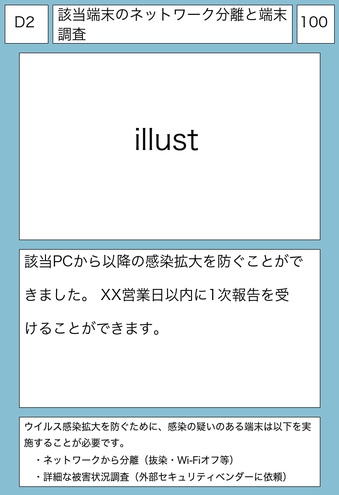 D2
該当端末のネットワーク分離と端末
調査
100
illust
該当PCから以降の感染拡大を防ぐことがで
きました。 XX営業日以内に1次報告を受
けることができます。
ウイルス感染拡大を防ぐために、感染の疑いのある端末は以下を実
施することが必要です。
・ネットワークから分離（抜染・Wi-Fiオフ等）
・詳細な被害状況調査（外部セキュリティベンダーに依頼）